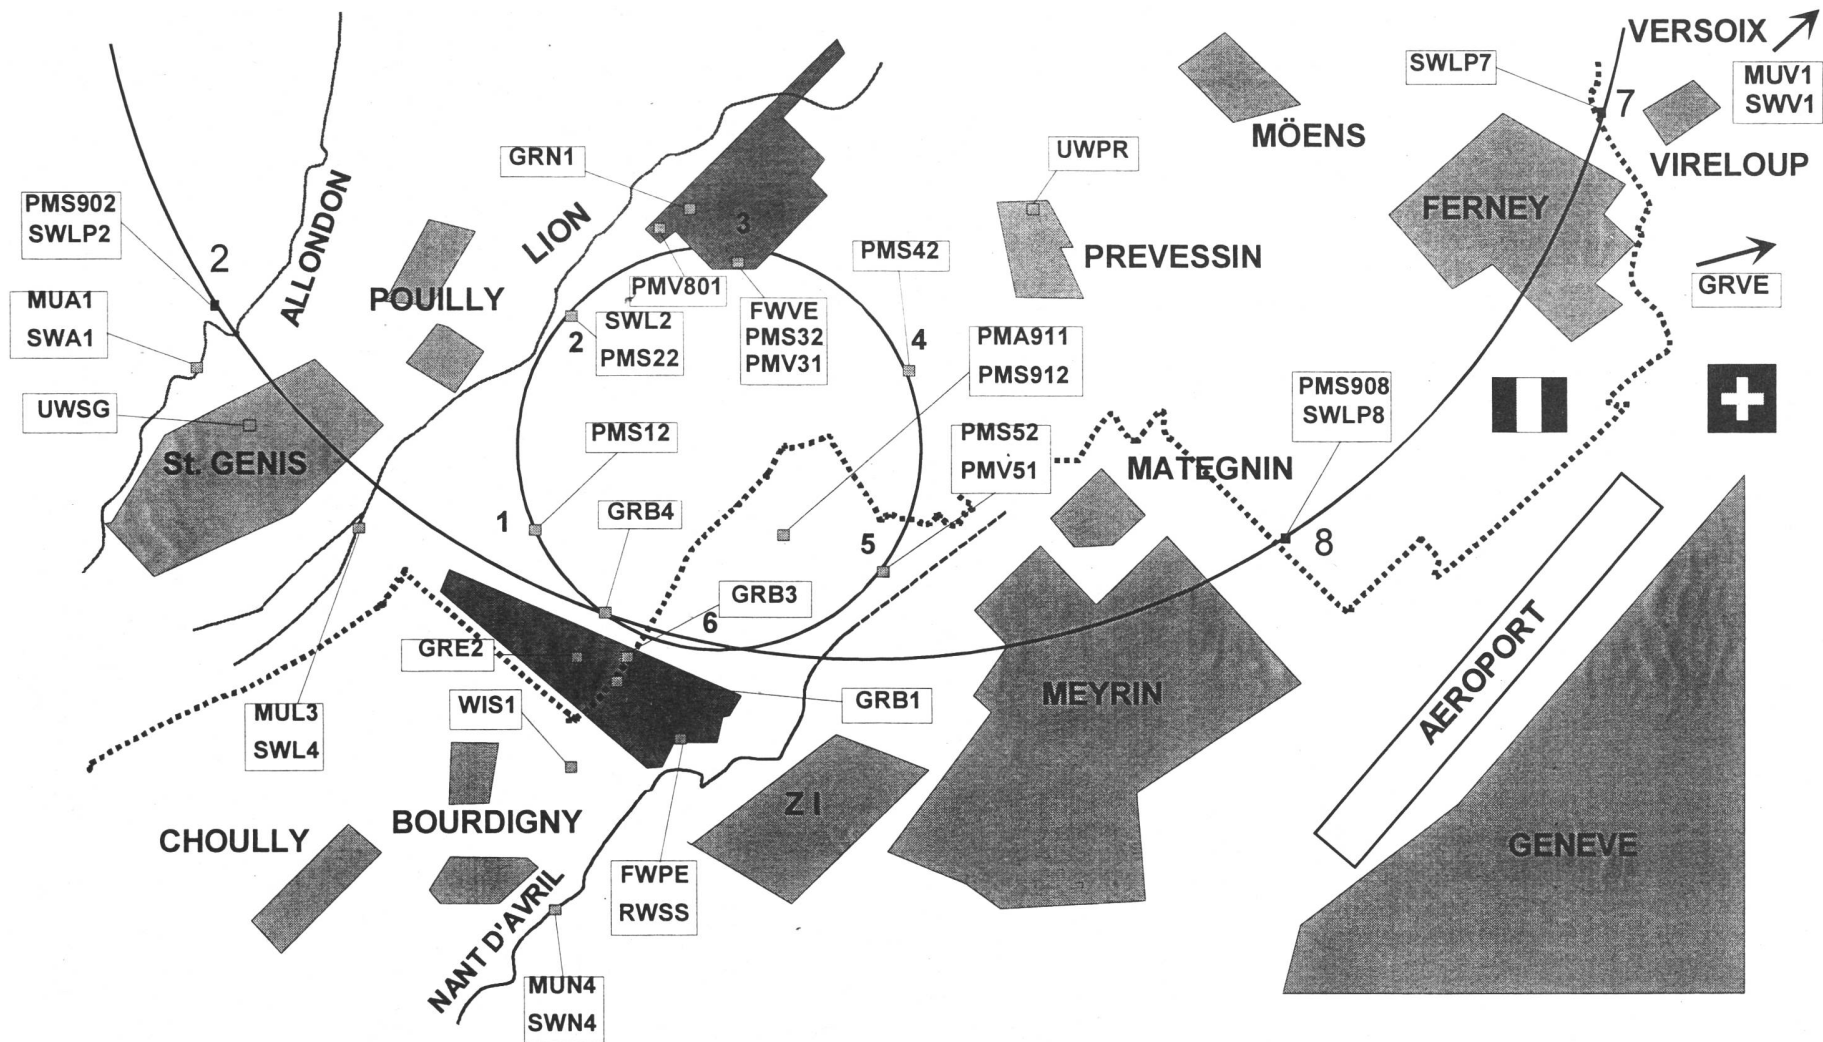 VERSOIX
SWLP7
MUV1
SWV1
7
MÖENS
VIRELOUP
GRN1
UWPR
PMS902
SWLP2
ALLONDON
LION
3
FERNEY
2
PMS42
PREVESSIN
GRVE
MUA1
SWA1
POUILLY
PMV801
SWL2
PMS22
2
FWVE
PMS32
PMV31
4
PMA911
PMS912
UWSG
PMS908
SWLP8
PMS12
PMS52
PMV51
St. GENIS
MATEGNIN
1
GRB4
5
8
GRB3
6
GRE2
GRB1
MEYRIN
AEROPORT
WIS1
MUL3
SWL4
Z I
CHOULLY
BOURDIGNY
GENEVE
FWPE
RWSS
NANT D'AVRIL
MUN4
SWN4